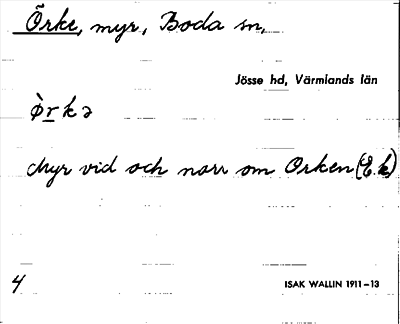 Örke, myr, Boda sn,
Jösse hd, Värmlands län
ø̀rkə
Myr vid och norr om Orken (E.k)
4
ISAK WALLIN 1911–13